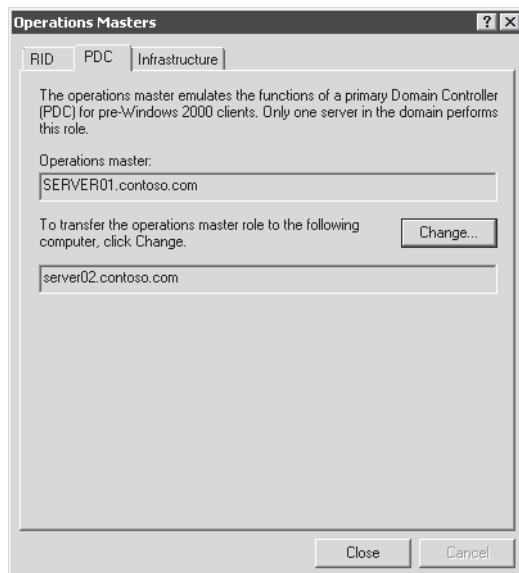 Operations Masters
RID
PDC
Infrastructure
The operations master emulates the functions of a primary Domain Controller
(PDC) for pre-Windows 2000 clients. Only one server in the domain performs
this role.
Operations master:
SERVER01.contoso.com
To transfer the operations master role to the following
computer, click Change.
Change...
server02.contoso.com
Close
Cancel